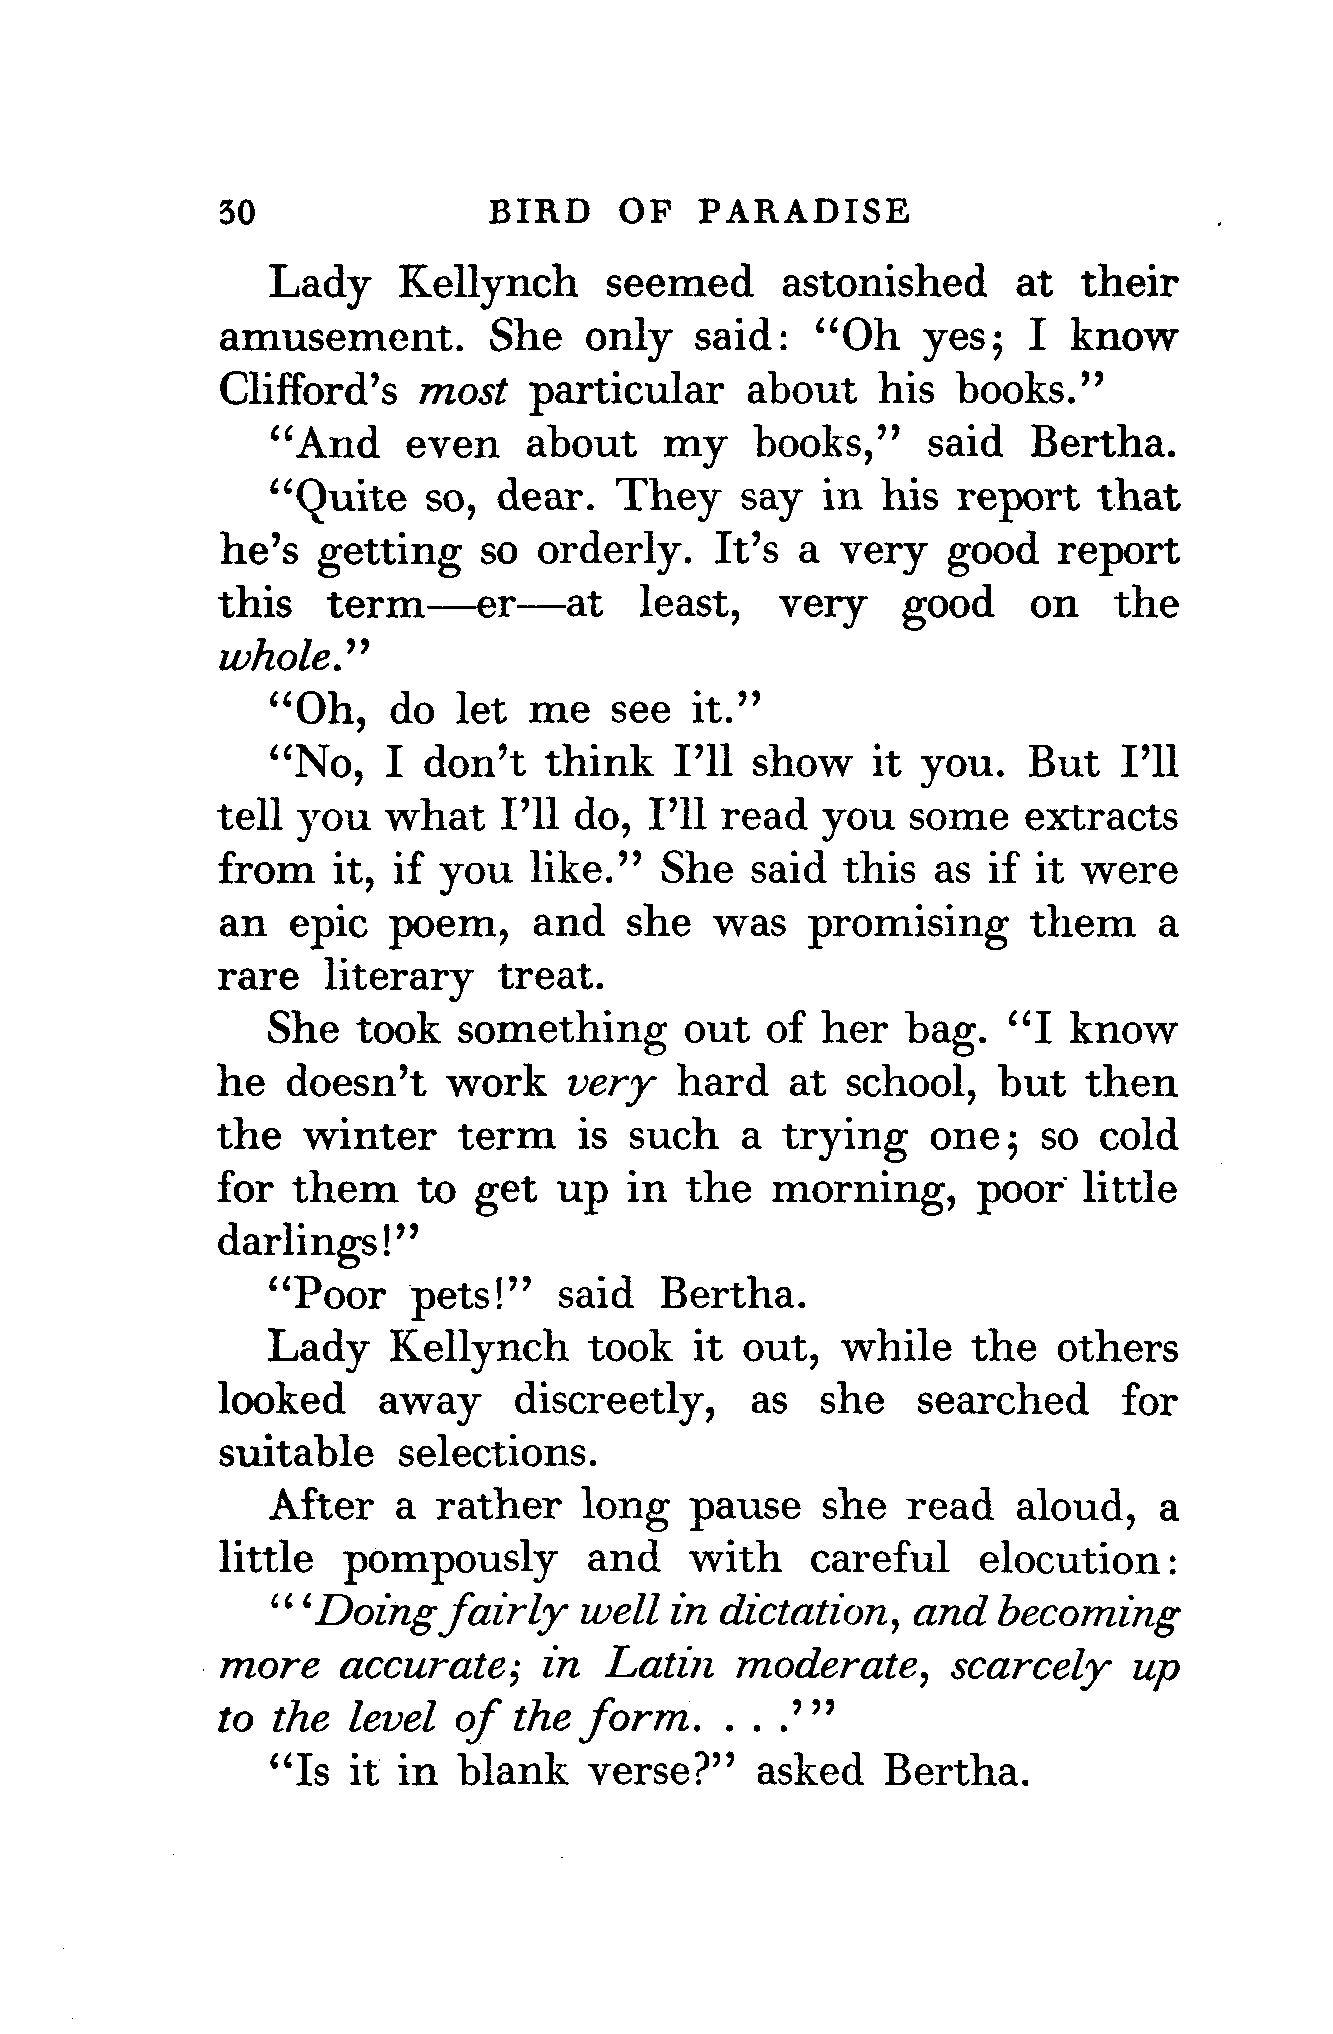 30 BIRD OF PARADISE
Lady Kellynch seemed astonished at their
amusement. She only said: “Oh yes; I know
Clifford’s most particular about his books.”
“And even about my books,” said Bertha.
“Quite so, dear. They say in his report that
he’s getting so orderly. It’s a very good report
this term—er—at least, very good on the
whole.”
“Oh, do let me see it.”
“No, I don’t think I’ll show it you. But I’ll
tell you what I’ll do, I’ll read you some extracts
from it, if you like.” She said this as if it were
an epic poem, and she was promising them a
rare literary treat.
She took something out of her bag. “I know
he doesn’t work very hard at school, but then
the winter term is such a trying one; so cold
for them to get up in the morning, poor little
darlings!”
“Poor pets!” said Bertha.
Lady Kellynch took it out, while the others
looked away discreetly, as she searched for
suitable selections.
After a rather long pause she read aloud, a
little pompously and with careful elocution:
“ ‘Doing fairly well in dictation, and becoming
more accurate; in Latin moderate, scarcely up
to the level of the form. . . .’ ”
“Is it in blank verse?” asked Bertha.